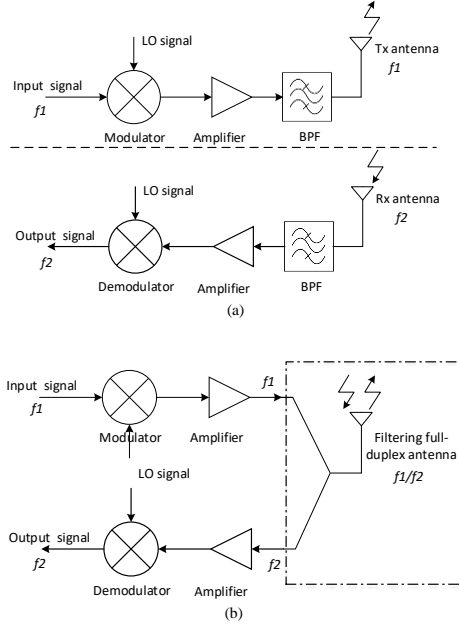 LO signal
Input signal
f1
Tx antenna
f1
Modulator
Amplifier
BPF
LO signal
Rx antenna
f2
Output signal
f2
Demodulator
Amplifier
BPF
(a)
Input signal
f1
f1
Modulator
Amplifier
Filtering full-
duplex antenna
f1/f2
LO signal
Output signal
f2
f2
Demodulator
Amplifier
(b)